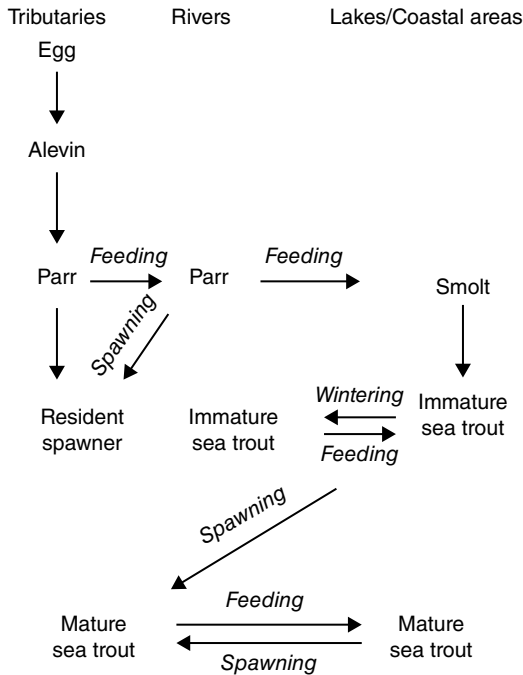 Tributaries Rivers Lakes/Coastal areas
Egg
Alevin
Feeding Feeding
Parr Parr
Smolt
Spawning
Wintering
Resident
spawner
Immature
sea trout
Immature
sea trout
Feeding
Spawning
Feeding
Mature
sea trout
Mature
sea trout
Spawning